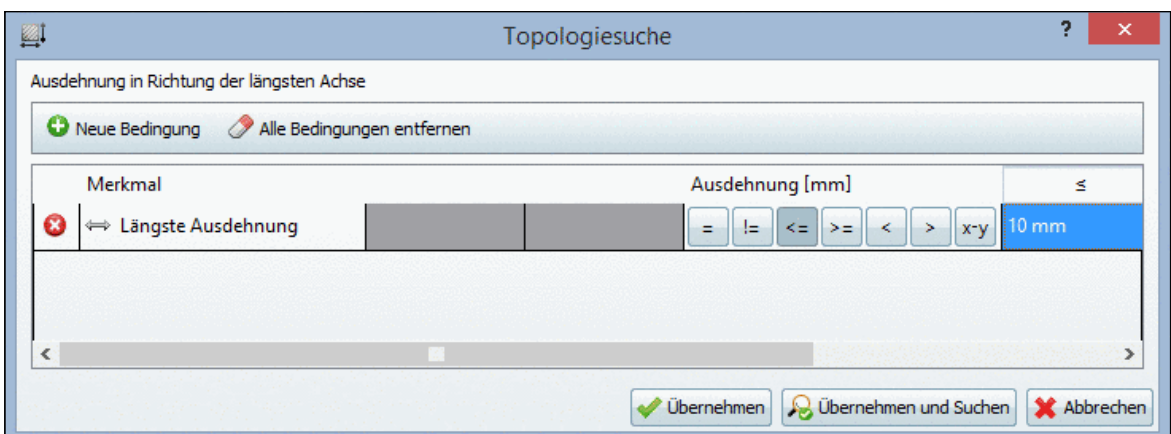 Topologiesuche ? ×
Ausdehnung in Richtung der längsten Achse
Neue Bedingung Alle Bedingungen entfernen
Merkmal Ausdehnung [mm] ≤
Längste Ausdehnung = != <= >= < > x-y 10 mm
Übernehmen Übernehmen und Suchen Abbrechen